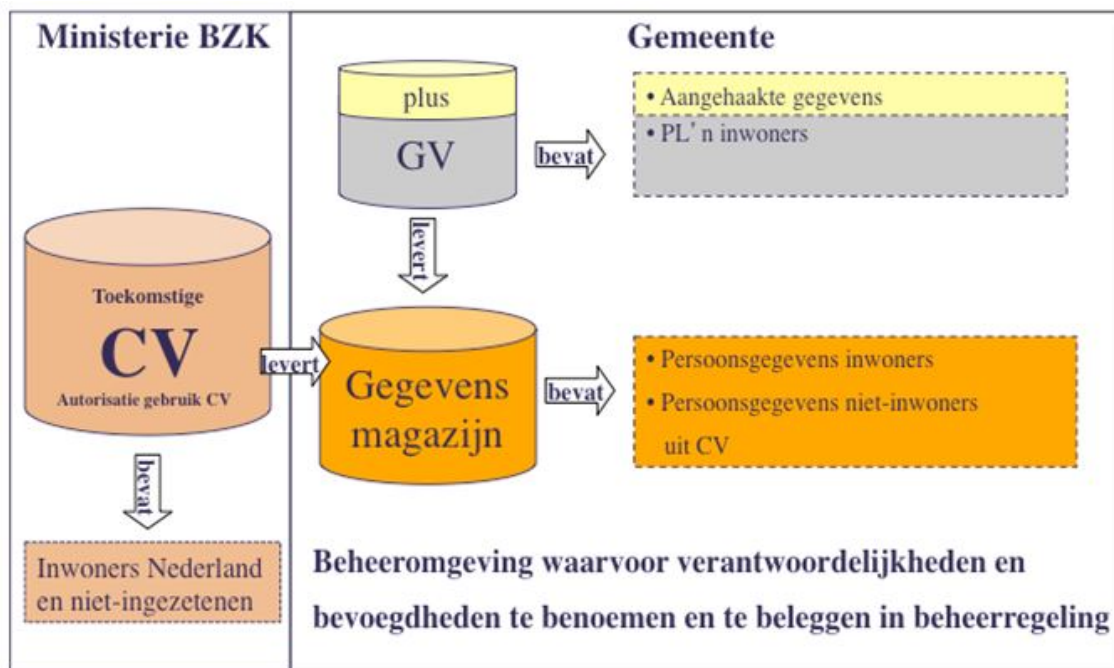 Ministerie BZK
Gemeente
plus
GV
bevat
• Aangehaakte gegevens
• PL'n inwoners
levert
Toekomstige
CV
Autorisatie gebruik CV
levert
Gegevens
magazijn
bevat
• Persoonsgegevens inwoners
• Persoonsgegevens niet-inwoners
uit CV
bevat
Inwoners Nederland
en niet-ingezetenen
Beheeromgeving waarvoor verantwoordelijkheden en
bevoegdheden te benoemen en te beleggen in beheerregeling